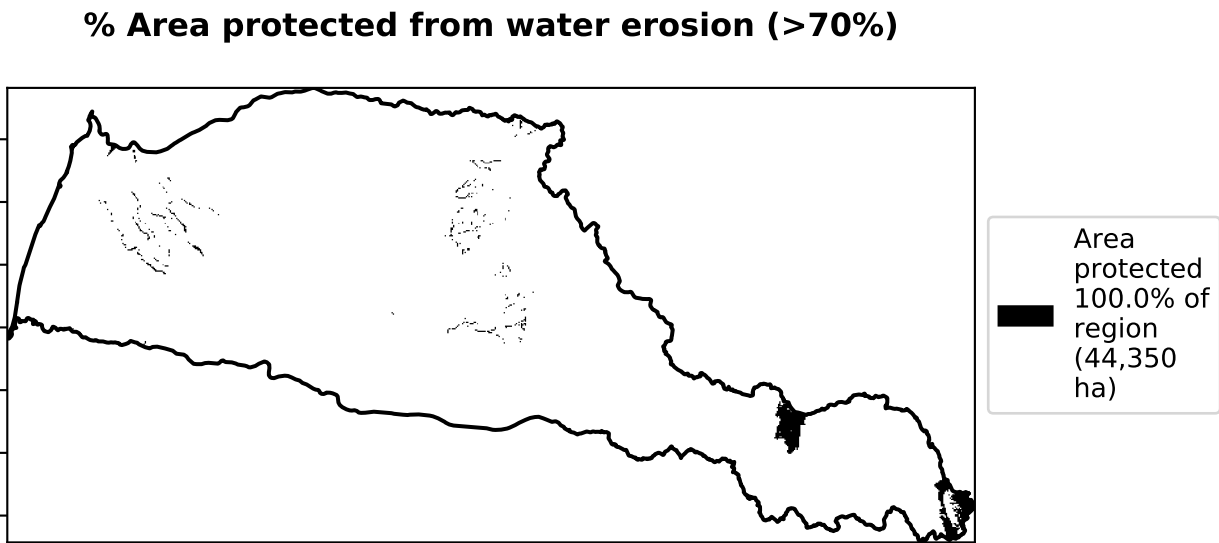 % Area protected from water erosion (>70%)
Area
protected
100.0% of
region
(44,350
ha)